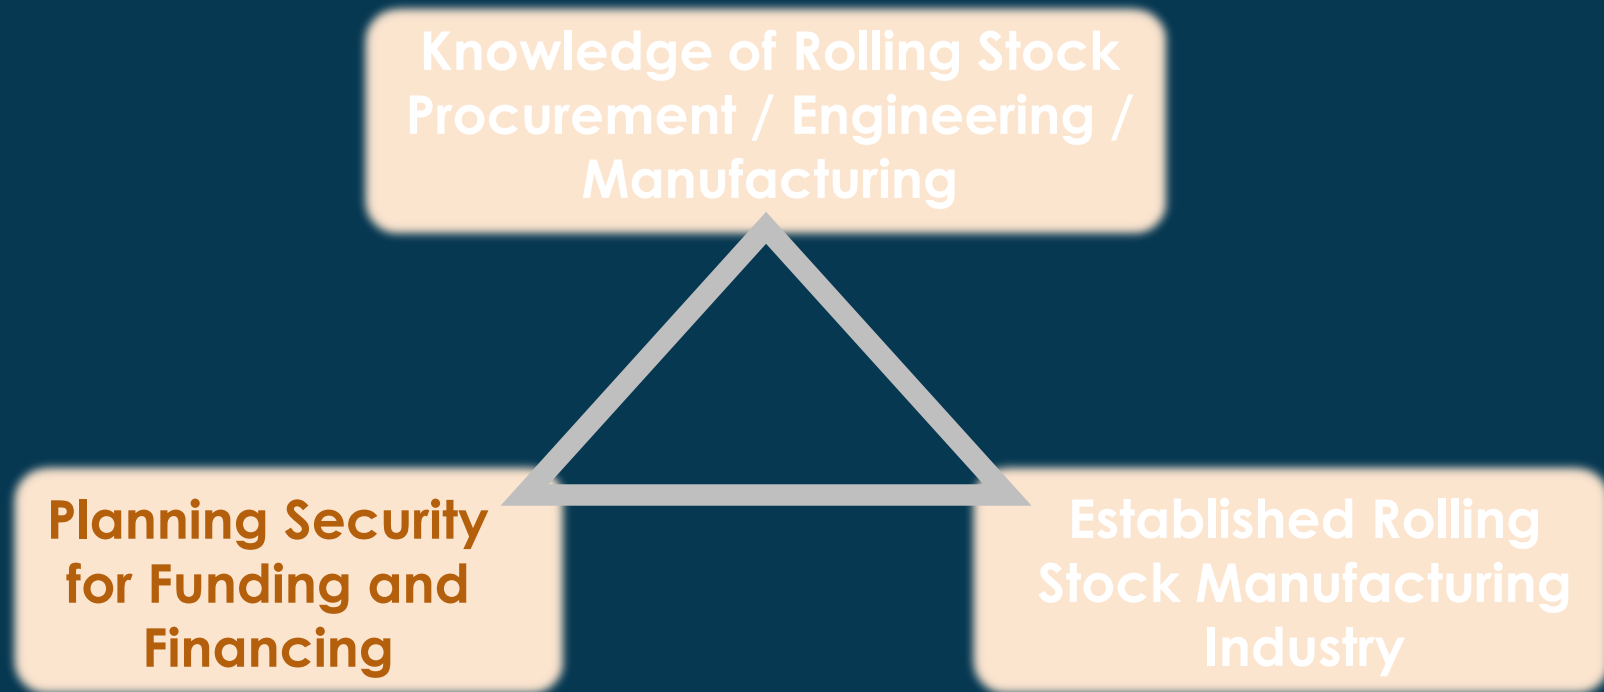 Knowledge of Rolling Stock
Procurement / Engineering /
Manufacturing
Planning Security
for Funding and
Financing
Established Rolling
Stock Manufacturing
Industry